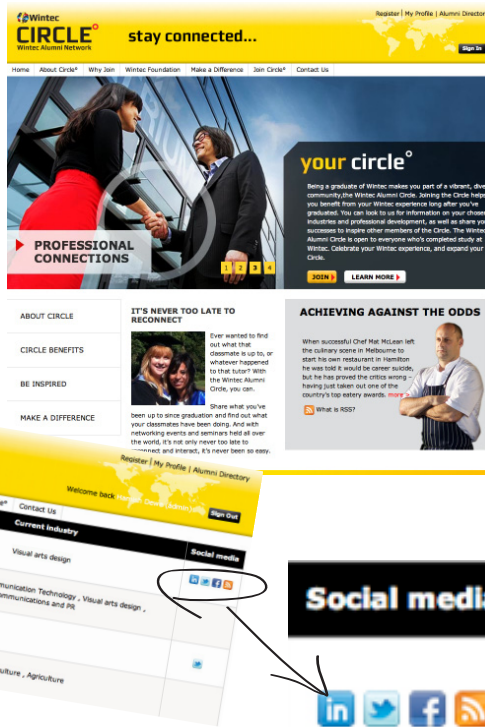 Register | My Profile | Alumni Director
Wintec
CIRCLE°
Wintec Alumni Network
stay connected...
Sign In
Home About Circle° Why Join Wintec Foundation Make a Difference Join Circle° Contact Us
your circle°
Being a graduate of Wintec makes you part of a vibrant, dive
community,the Wintec Alumni Circle. Joining the Circle helps
you benefit from your Wintec experience long after you've
graduated. You can look to us for information on your chosen
industries and professional development, as well as share you
successes to inspire other members of the Circle. The Wintec
Alumni Circle is open to everyone who's completed study at
Wintec. Celebrate your Wintec experience, and expand your
Circle.
JOIN LEARN MORE
PROFESSIONAL
CONNECTIONS
1 2 3 4
ABOUT CIRCLE
CIRCLE BENEFITS
BE INSPIRED
MAKE A DIFFERENCE
IT'S NEVER TOO LATE TO
RECONNECT
Ever wanted to find
out what that
classmate is up to, or
whatever happened
to that tutor? With
the Wintec Alumni
Circle, you can.
Share what you've
been up to since graduation and find out what
your classmates have been doing. And with
networking events and seminars held all over
the world, it's not only never too late to
reconnect and interact, it's never been so easy.
ACHIEVING AGAINST THE ODDS
When successful Chef Mat McLean left
the culinary scene in Melbourne to
start his own restaurant in Hamilton
he was told it would be career suicide,
but he has proved the critics wrong -
having just taken out one of the
country's top eatery awards. more >
What is RSS?
Register | My Profile | Alumni Directory
Welcome back (Admin)
Sign Out
e° Contact Us
Current Industry
Social media
Visual arts design
munication Technology , Visual arts design ,
ommunications and PR
ulture , Agriculture
Social media
in f